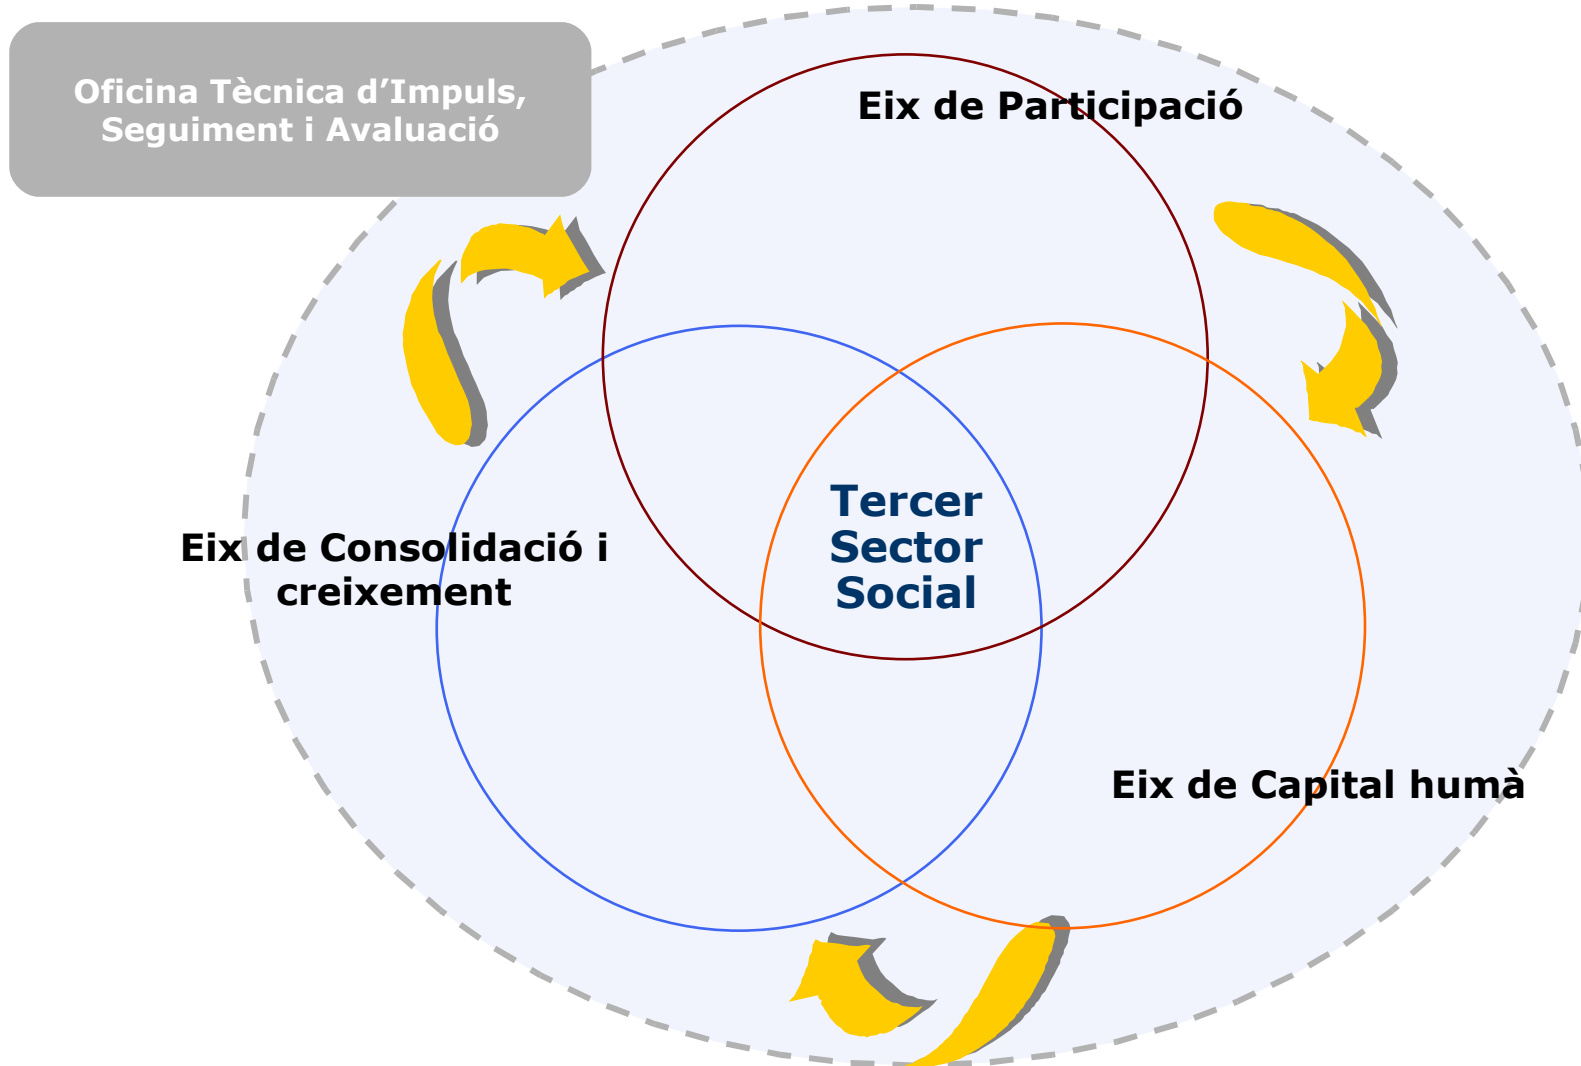 Oficina Tècnica d’Impuls,
Seguiment i Avaluació
Eix de Participació
Tercer
Sector
Social
Eix de Consolidació i
creixement
Eix de Capital humà